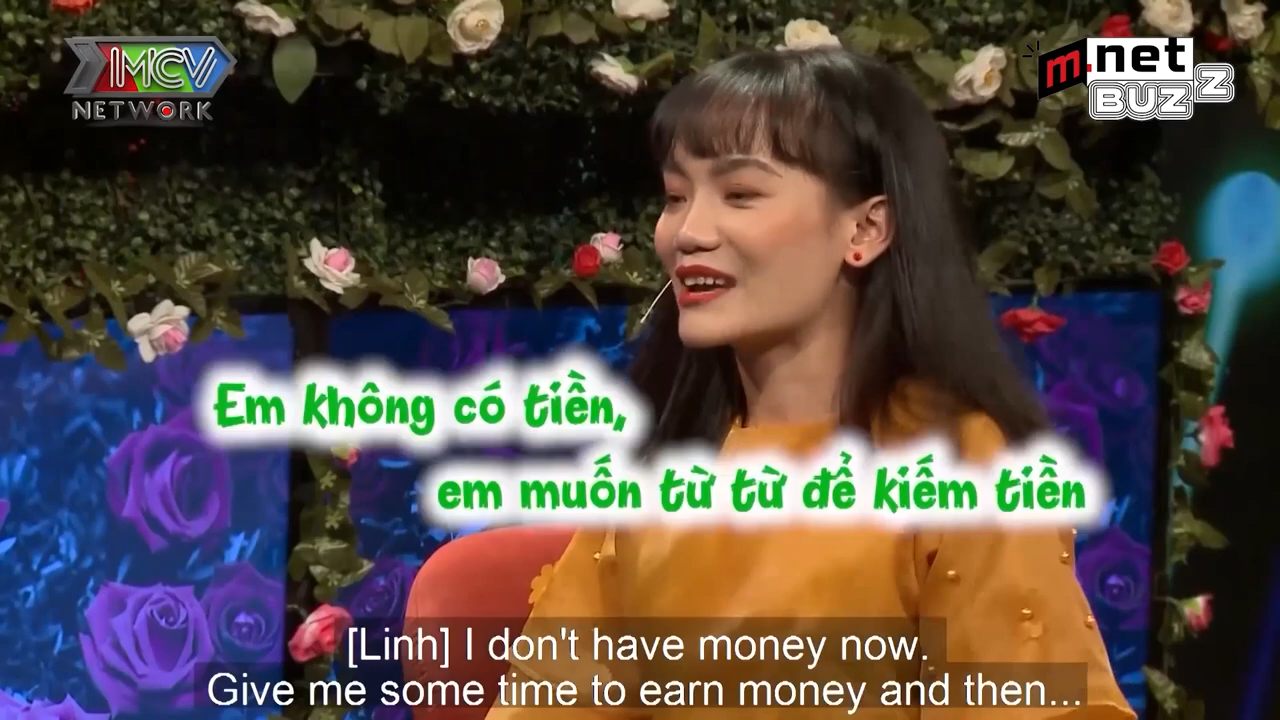 MCV
NETWORK
m.net
BUZZ
Em không có tiền,
em muốn từ từ để kiếm tiền
[Linh] I don't have money now.
Give me some time to earn money and then...